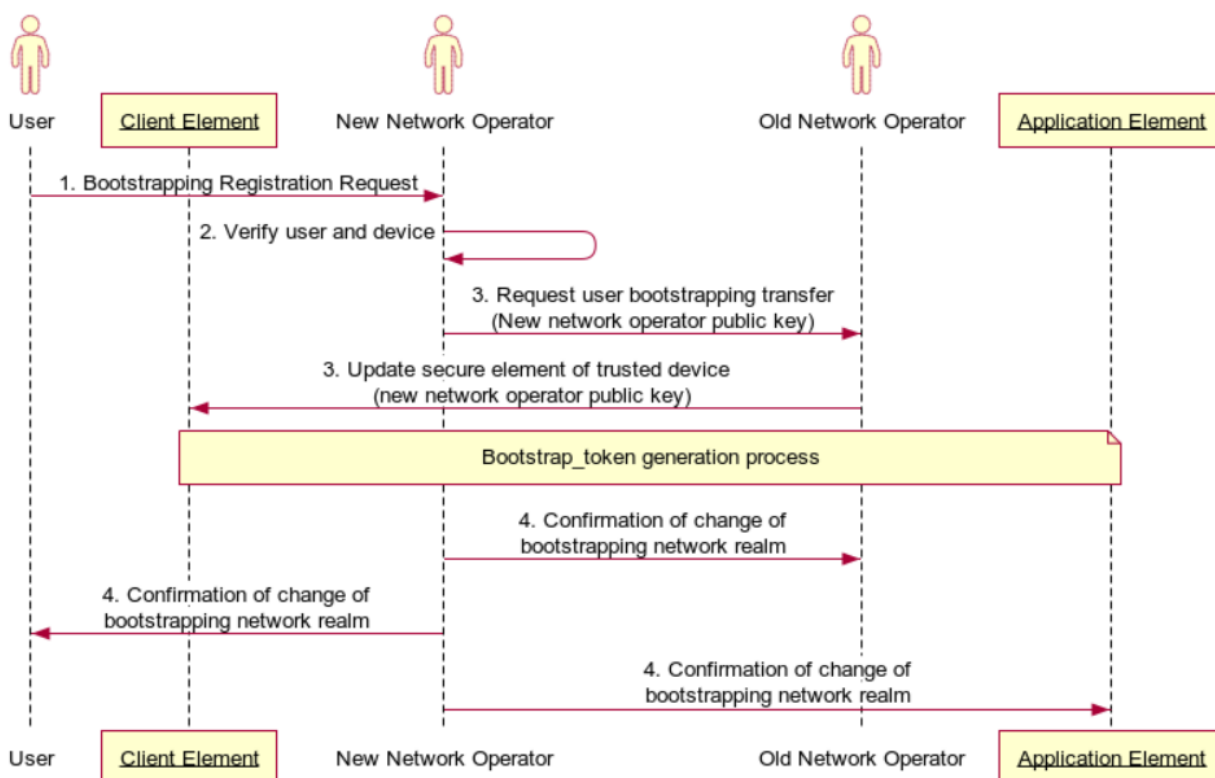 User
Client Element
New Network Operator
Old Network Operator
Application Element
1. Bootstrapping Registration Request
2. Verify user and device
3. Request user bootstrapping transfer
(New network operator public key)
3. Update secure element of trusted device
(new network operator public key)
Bootstrap_token generation process
4. Confirmation of change of
bootstrapping network realm
4. Confirmation of change of
bootstrapping network realm
4. Confirmation of change of
bootstrapping network realm
User
Client Element
New Network Operator
Old Network Operator
Application Element